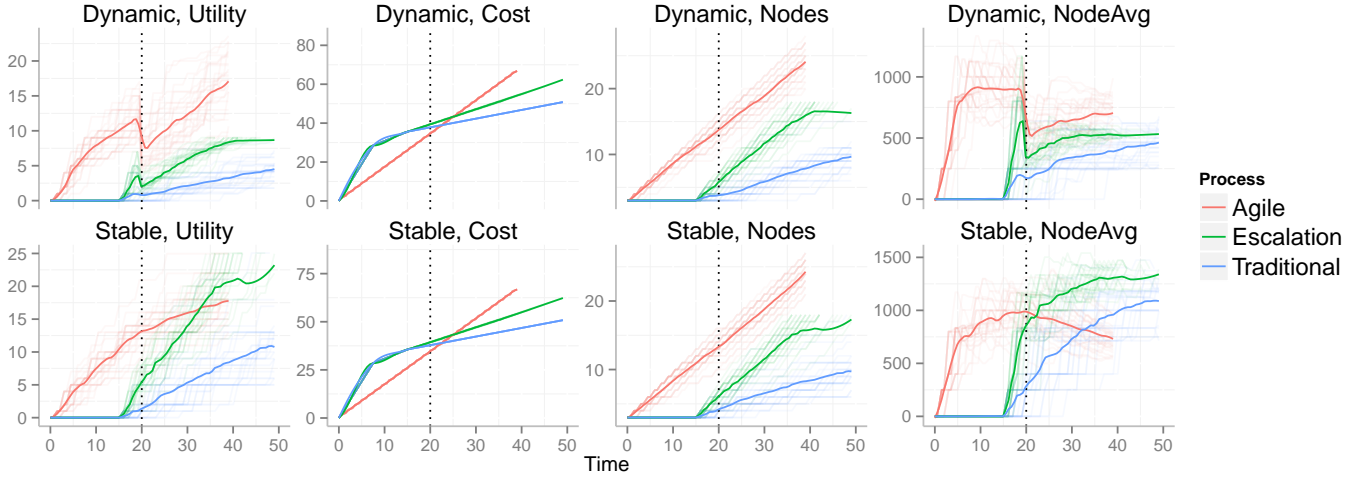 Dynamic, Utility
Dynamic, Cost
Dynamic, Nodes
Dynamic, NodeAvg
20
15
10
5
0
80
60
40
20
0
20
10
1000
500
0
Stable, Utility
Stable, Cost
Stable, Nodes
Stable, NodeAvg
25
20
15
10
5
0
75
50
25
0
20
10
1500
1000
500
0
0 10 20 30 40 50
0 10 20 30 40 50
0 10 20 30 40 50
0 10 20 30 40 50
Time
Process
Agile
Escalation
Traditional